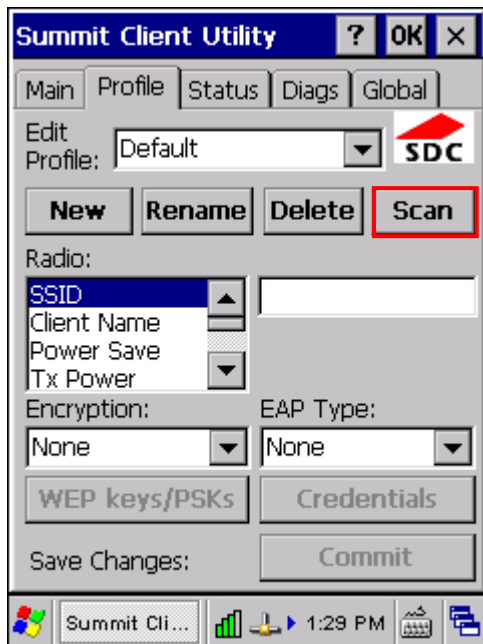 Summit Client Utility ? OK ×
Main Profile Status Diags Global
Edit
Profile: Default
SDC
New Rename Delete Scan
Radio:
SSID
Client Name
Power Save
Tx Power
Encryption: EAP Type:
None None
WEP keys/PSKs Credentials
Save Changes: Commit
Summit Cli... 1:29 PM